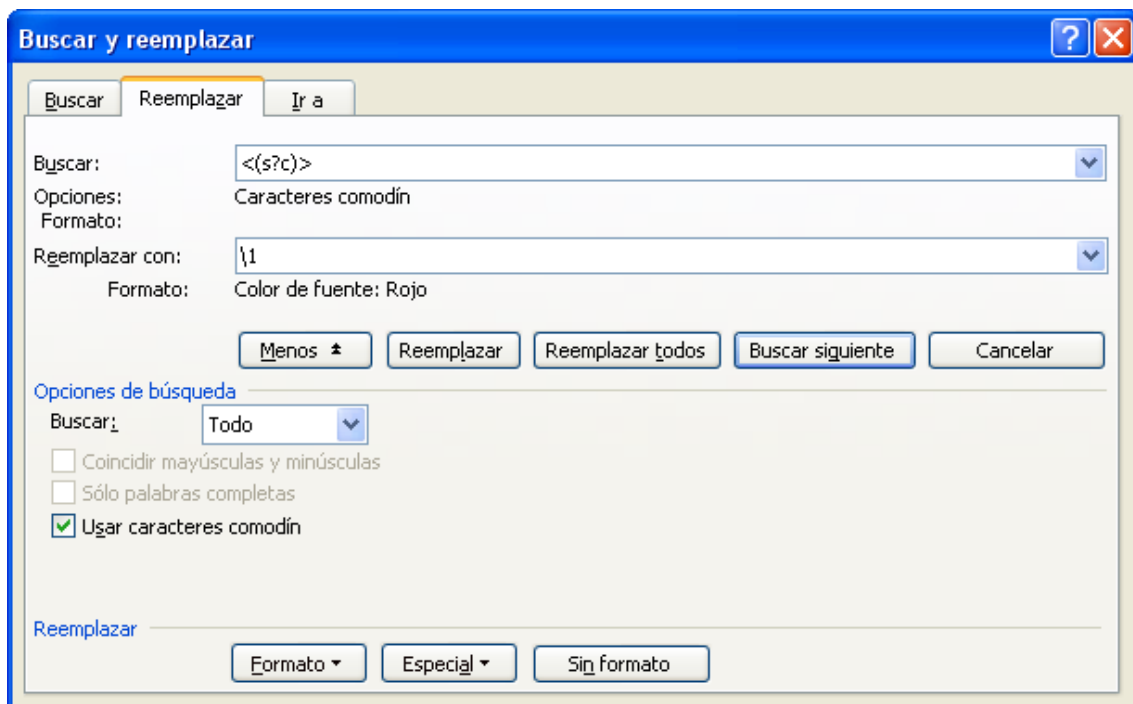 Buscar y reemplazar
Buscar Reemplazar Ir a
Buscar: <(s?c)>
Opciones: Caracteres comodín
Formato:
Reemplazar con: \1
Formato: Color de fuente: Rojo
Menos Reemplazar Reemplazar todos Buscar siguiente Cancelar
Opciones de búsqueda
Buscar: Todo
Coincidir mayúsculas y minúsculas
Sólo palabras completas
Usar caracteres comodín
Reemplazar
Formato Especial Sin formato